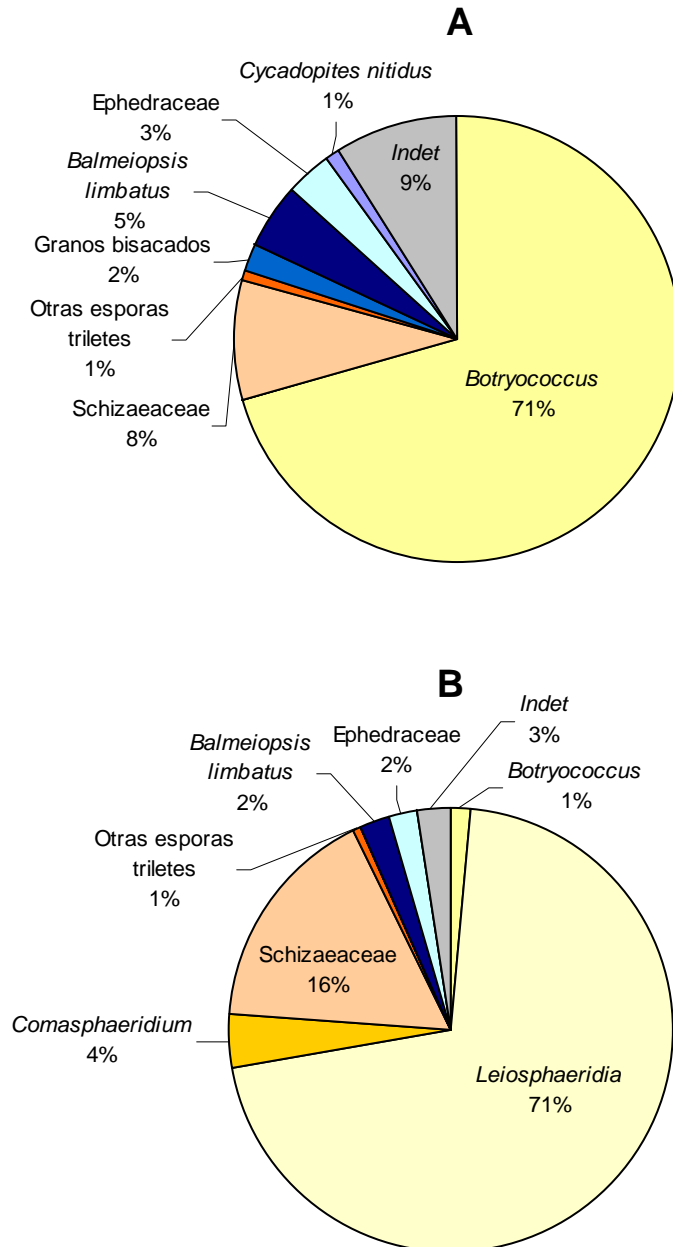 A
Cycadopites nitidus
1%
Ephedraceae
3%
Balmeiopsis
limbatus
5%
Granos bisacados
2%
Otras esporas
triletes
1%
Schizaeaceae
8%
Indet
9%
Botryococcus
71%
B
Indet
3%
Ephedraceae
2%
Balmeiopsis
limbatus
2%
Botryococcus
1%
Otras esporas
triletes
1%
Schizaeaceae
16%
Comasphaeridium
4%
Leiosphaeridia
71%